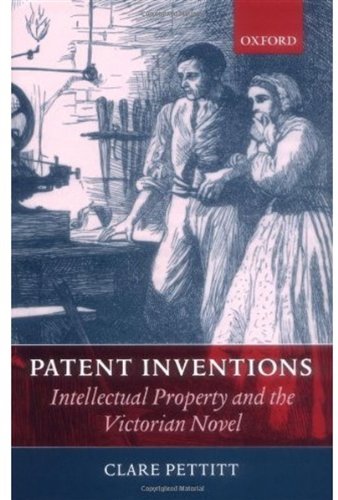 OXFORD
PATENT INVENTIONS
Intellectual Property and the
Victorian Novel
CLARE PETTITT